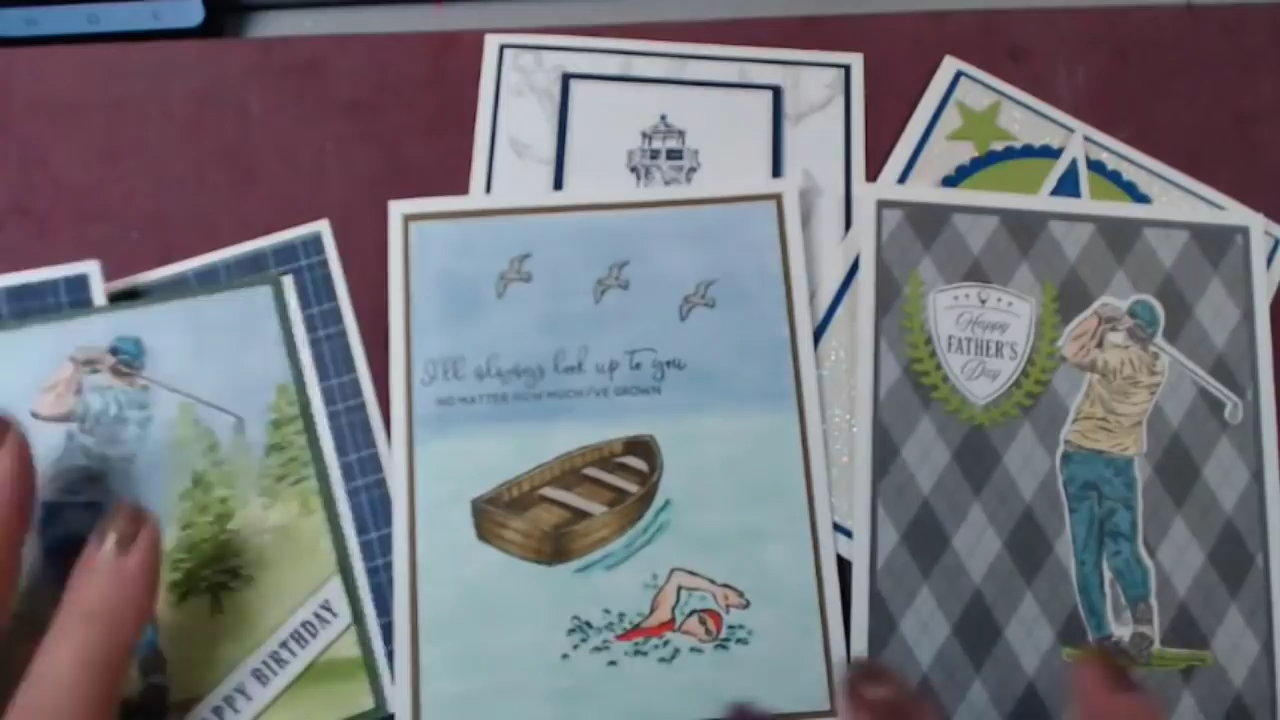 I'll always look up to you
NO MATTER HOW MUCH I'VE GROWN
Happy
FATHER'S
Day
APPY BIRTHDAY